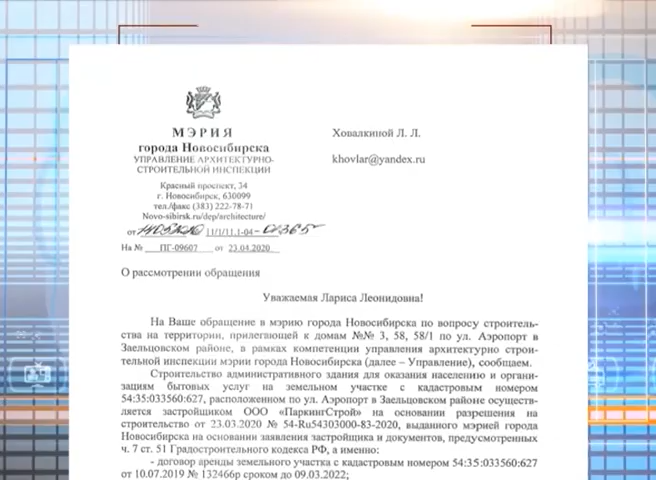 МЭРИЯ
города Новосибирска
УПРАВЛЕНИЕ АРХИТЕКТУРНО-
СТРОИТЕЛЬНОЙ ИНСПЕКЦИИ
Красный проспект, 34
г. Новосибирск, 630099
тел./факс (383) 222-78-71
Novo-sibirsk.ru/dep/architecture/
от 11/1/11.1-04-
На № ПГ-09607 от 23.04.2020
Ховалкиной Л. Л.
khovlar@yandex.ru
О рассмотрении обращения
Уважаемая Лариса Леонидовна!
На Ваше обращение в мэрию города Новосибирска по вопросу строитель-
ства на территории, прилегающей к домам №№ 3, 58, 58/1 по ул. Аэропорт в
Заельцовском районе, в рамках компетенции управления архитектурно строи-
тельной инспекции мэрии города Новосибирска (далее – Управление), сообщаем.
Строительство административного здания для оказания населению и органи-
зациям бытовых услуг на земельном участке с кадастровым номером
54:35:033560:627, расположенном по ул. Аэропорт в Заельцовском районе осуществ-
ляется застройщиком ООО «ПаркингСтрой» на основании разрешения на
строительство от 23.03.2020 № 54-Ru54303000-83-2020, выданного мэрией города
Новосибирска на основании заявления застройщика и документов, предусмотренных
ч. 7 ст. 51 Градостроительного кодекса РФ, а именно:
- договор аренды земельного участка с кадастровым номером 54:35:033560:627
от 10.07.2019 № 132466р сроком до 09.03.2022;